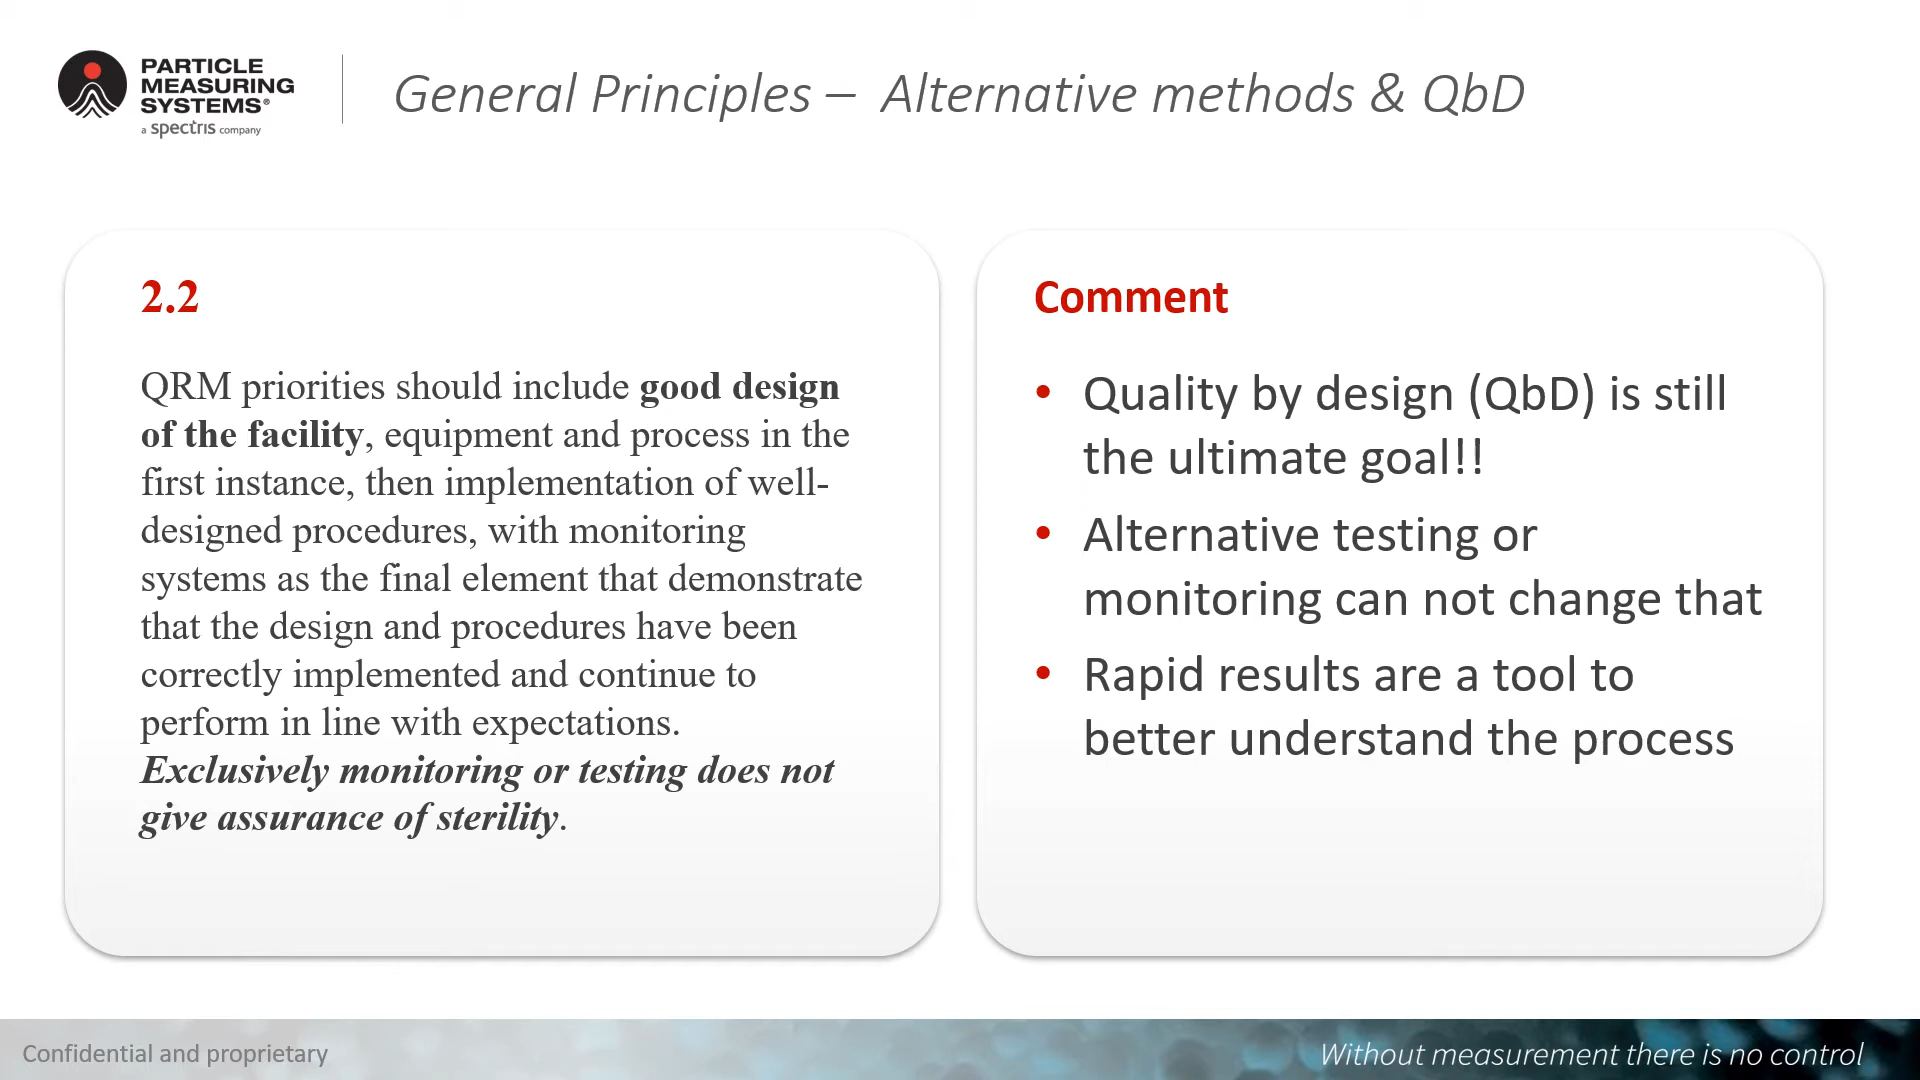 PARTICLE
MEASURING
SYSTEMS®
a spectris company
General Principles – Alternative methods & QbD
2.2
QRM priorities should include good design
of the facility, equipment and process in the
first instance, then implementation of well-
designed procedures, with monitoring
systems as the final element that demonstrate
that the design and procedures have been
correctly implemented and continue to
perform in line with expectations.
Exclusively monitoring or testing does not
give assurance of sterility.
Comment
• Quality by design (QbD) is still
the ultimate goal!!
• Alternative testing or
monitoring can not change that
• Rapid results are a tool to
better understand the process
Confidential and proprietary
Without measurement there is no control